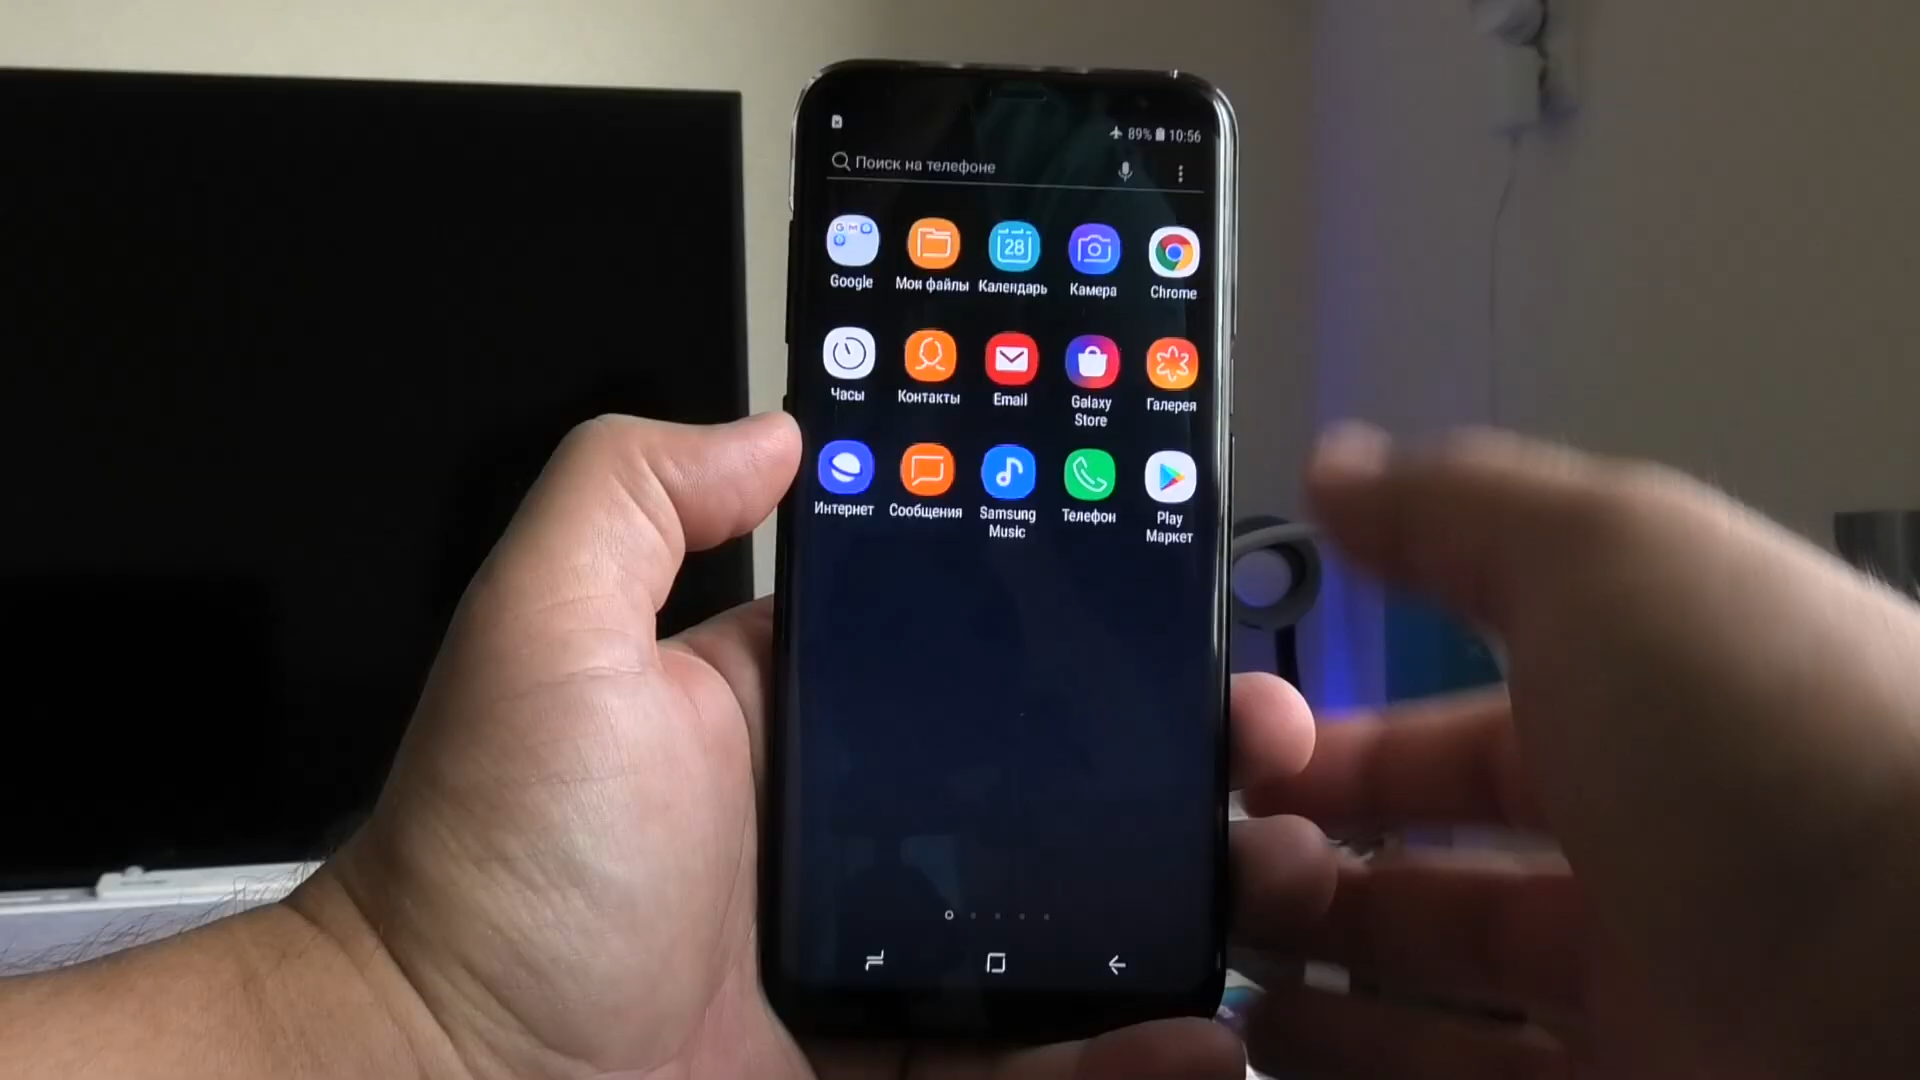 89% 10:56
Поиск на телефоне
G M
28
Google
Мои файлы
Календарь
Камера
Chrome
Часы
Контакты
Email
Galaxy
Store
Галерея
Интернет
Сообщения
Samsung
Music
Телефон
Play
Маркет